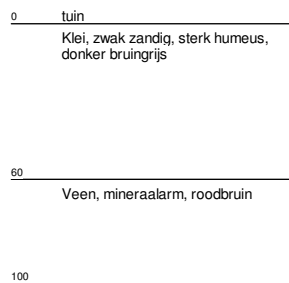 0 tuin
Klei, zwak zandig, sterk humeus,
donker bruingrijs
60
Veen, mineraalarm, roodbruin
100